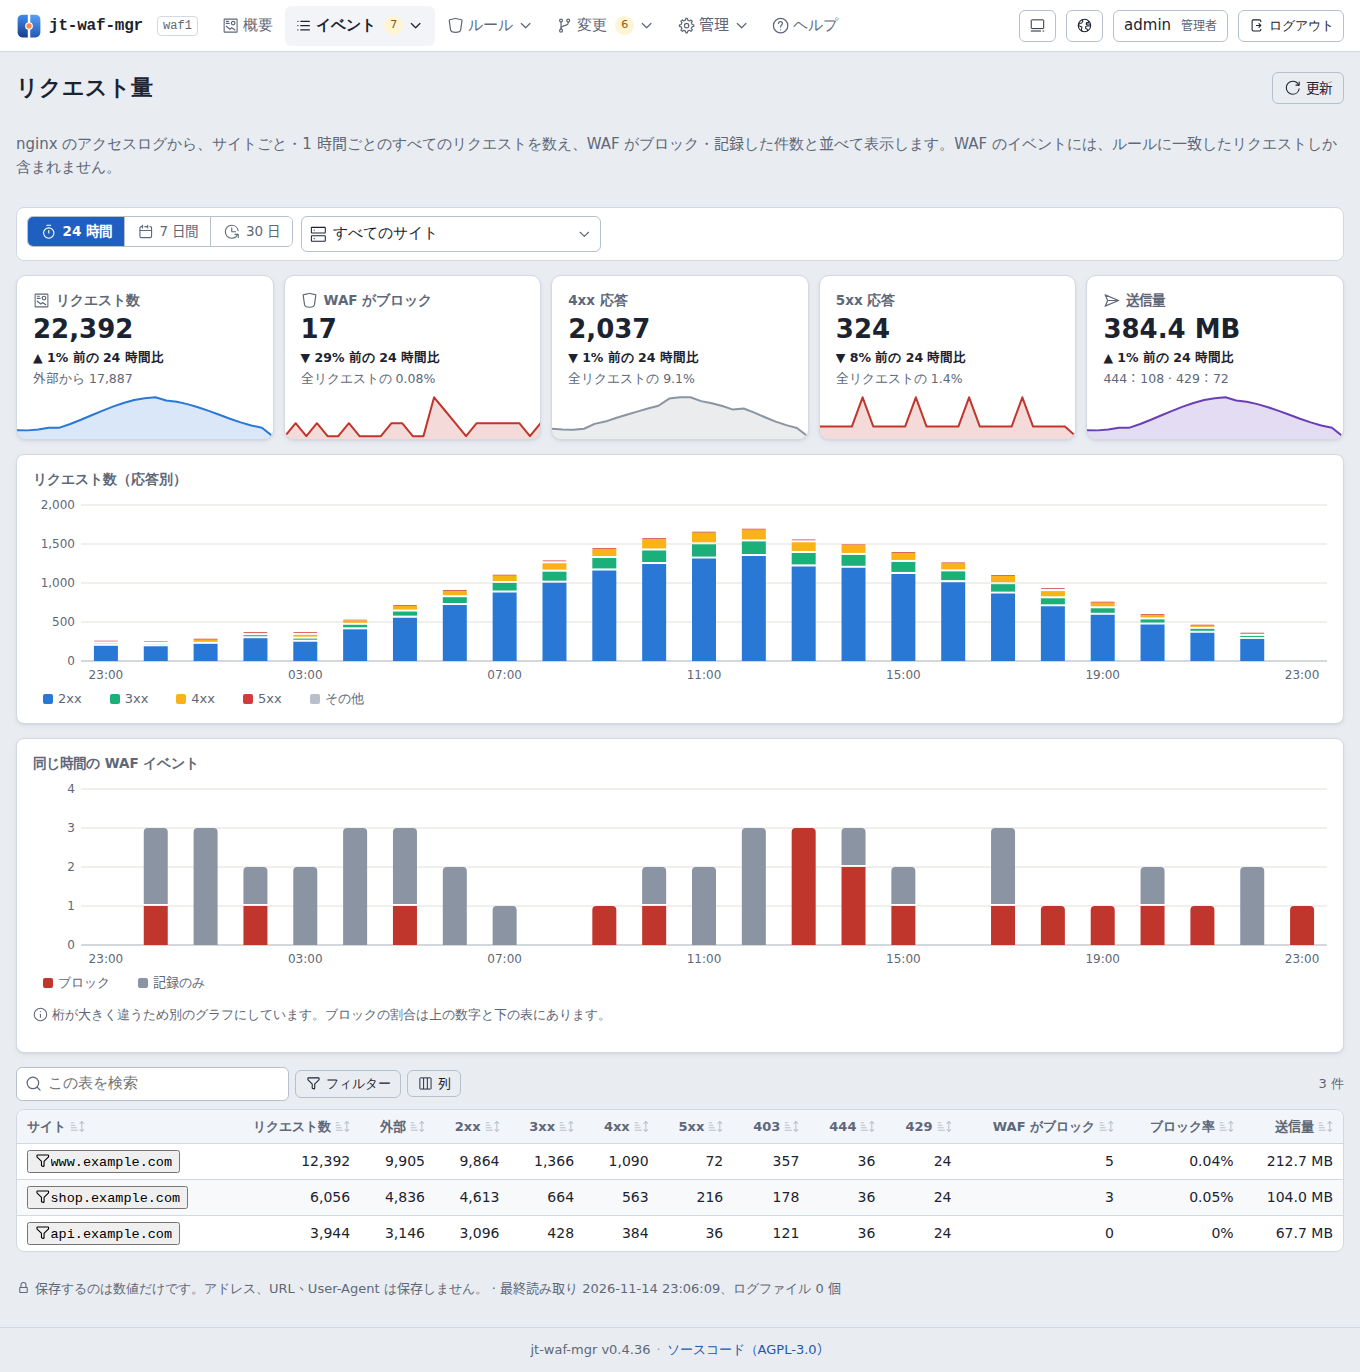 jt-waf-mgr waf1 概要 イベント 7 ルール 変更 6 管理 ヘルプ admin 管理者 ログアウト
リクエスト量 更新
nginx のアクセスログから、サイトごと・1 時間ごとのすべてのリクエストを数え、WAF がブロック・記録した件数と並べて表示します。WAF のイベントには、ルールに一致したリクエストしか
含まれません。
24 時間 7 日間 30 日 すべてのサイト
リクエスト数 WAF がブロック 4xx 応答 5xx 応答 送信量
22,392 17 2,037 324 384.4 MB
▲ 1% 前の 24 時間比 ▼ 29% 前の 24 時間比 ▼ 1% 前の 24 時間比 ▼ 8% 前の 24 時間比 ▲ 1% 前の 24 時間比
外部から 17,887 全リクエストの 0.08% 全リクエストの 9.1% 全リクエストの 1.4% 444：108 · 429：72
リクエスト数（応答別）
2,000
1,500
1,000
500
0
23:00 03:00 07:00 11:00 15:00 19:00 23:00
2xx 3xx 4xx 5xx その他
同じ時間の WAF イベント
4
3
2
1
0
23:00 03:00 07:00 11:00 15:00 19:00 23:00
ブロック 記録のみ
桁が大きく違うため別のグラフにしています。ブロックの割合は上の数字と下の表にあります。
この表を検索 フィルター 列 3 件
サイト リクエスト数 外部 2xx 3xx 4xx 5xx 403 444 429 WAF がブロック ブロック率 送信量
www.example.com 12,392 9,905 9,864 1,366 1,090 72 357 36 24 5 0.04% 212.7 MB
shop.example.com 6,056 4,836 4,613 664 563 216 178 36 24 3 0.05% 104.0 MB
api.example.com 3,944 3,146 3,096 428 384 36 121 36 24 0 0% 67.7 MB
保存するのは数値だけです。アドレス、URL、User-Agent は保存しません。 · 最終読み取り 2026-11-14 23:06:09、ログファイル 0 個
jt-waf-mgr v0.4.36 · ソースコード（AGPL-3.0）